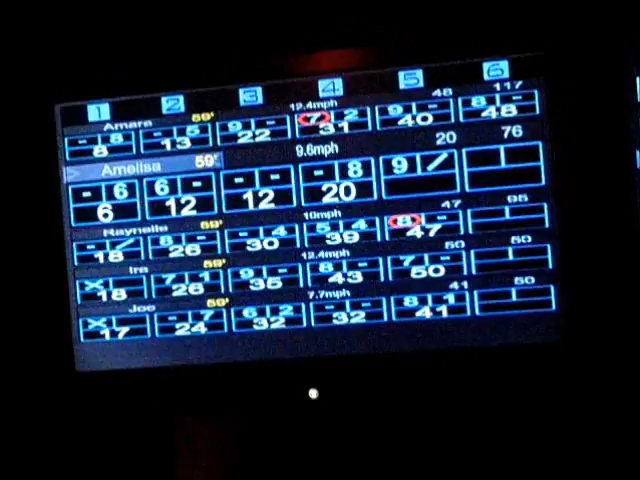 1 2 3 4 5 6
Amara 59' 12.4mph 48 117
- 8 - 5 9 - 7 2 9 - 8 -
8 13 22 31 40 48
Amelisa 59' 9.6mph 20 76
- 6 6 - - - - 8 9 /
6 12 12 20
Raynelle 59' 10mph 47 95
- / 8 - - 4 5 4 8 -
18 26 30 39 47
Ira 59' 12.4mph 50 50
X 7 1 9 - 8 - 7 -
18 26 35 43 50
Joe 59' 7.7mph 41 50
X - 7 6 2 - - 8 1
17 24 32 32 41